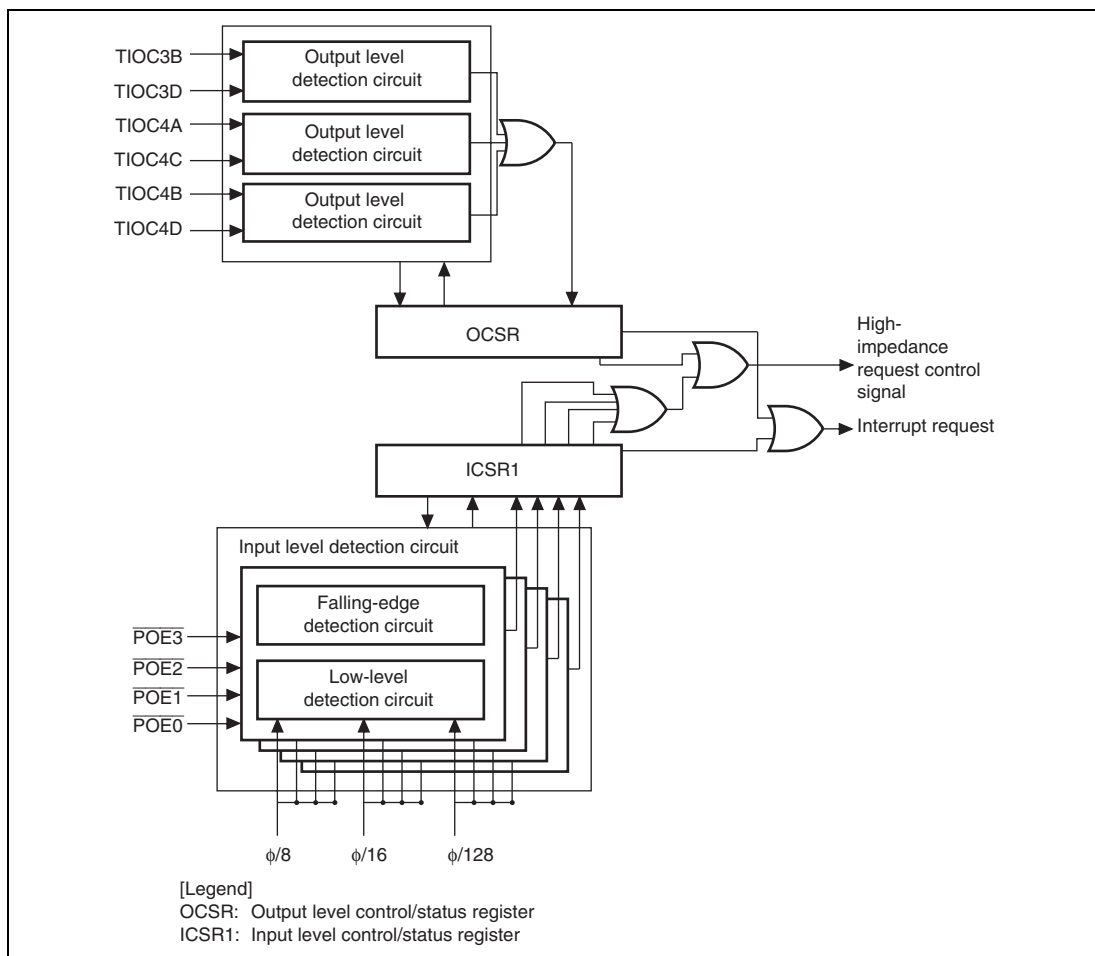 TIOC3B
TIOC3D
TIOC4A
TIOC4C
TIOC4B
TIOC4D
Output level
detection circuit
Output level
detection circuit
Output level
detection circuit
OCSR
High-
impedance
request control
signal
Interrupt request
ICSR1
Input level detection circuit
Falling-edge
detection circuit
Low-level
detection circuit
POE3
POE2
POE1
POE0
ϕ/8 ϕ/16 ϕ/128
[Legend]
OCSR: Output level control/status register
ICSR1: Input level control/status register